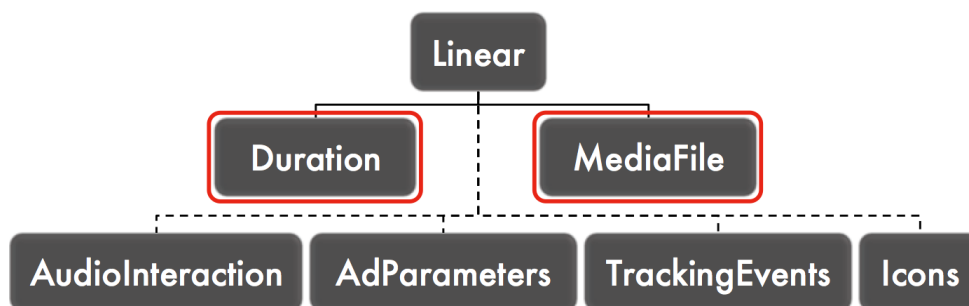 Linear
Duration
MediaFile
AudioInteraction
AdParameters
TrackingEvents
Icons